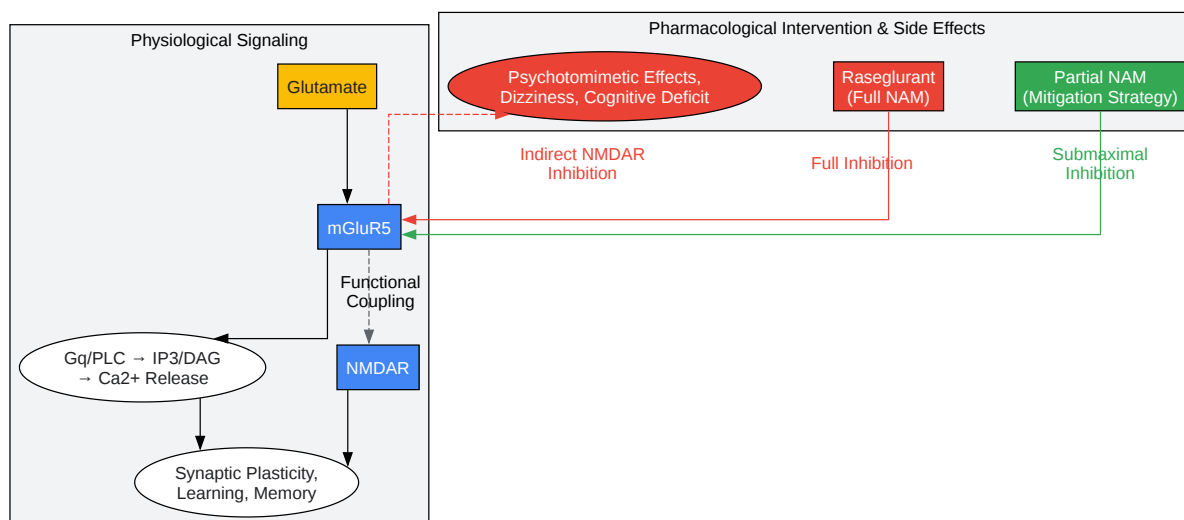 Physiological Signaling
Pharmacological Intervention & Side Effects
Glutamate
Psychotomimetic Effects,
Dizziness, Cognitive Deficit
Raseglurant
(Full NAM)
Partial NAM
(Mitigation Strategy)
Indirect NMDAR
Inhibition
Full Inhibition
Submaximal
Inhibition
mGluR5
Functional
Coupling
Gq/PLC → IP3/DAG
→ Ca2+ Release
NMDAR
Synaptic Plasticity,
Learning, Memory